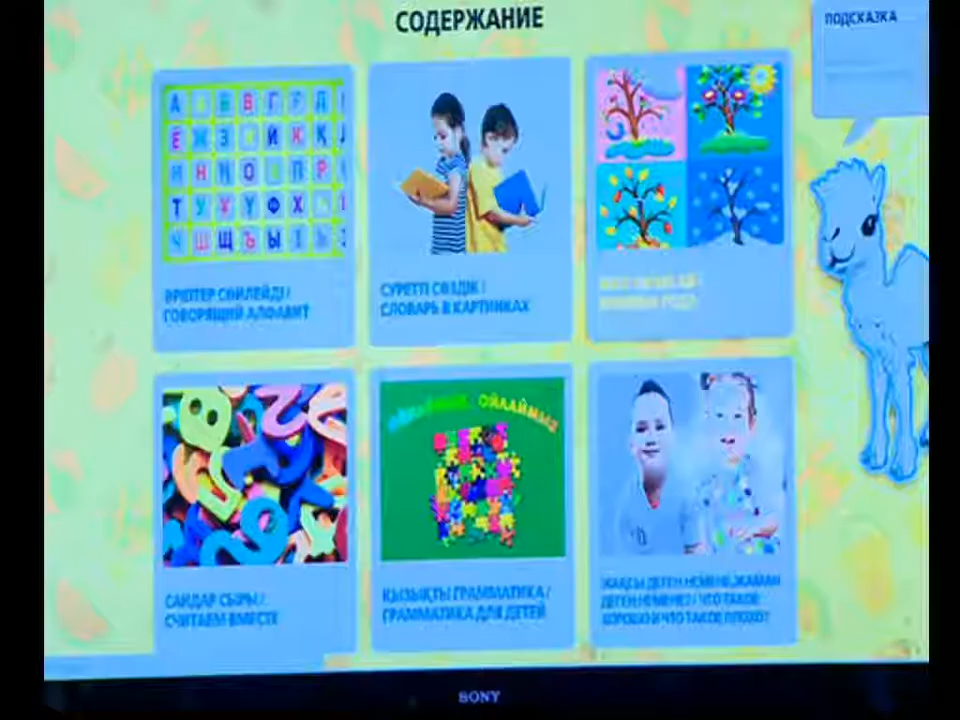 СОДЕРЖАНИЕ
ПОДСКАЗКА
ӘРІПТЕР СӨЙЛЕЙДІ /
ГОВОРЯЩИЙ АЛФАВИТ
СУРЕТТІ СӨЗДІК /
СЛОВАРЬ В КАРТИНКАХ
ОЙЛАЙМЫЗ
САНДАР СЫРЫ /
СЧИТАЕМ ВМЕСТЕ
ҚЫЗЫҚТЫ ГРАММАТИКА /
ГРАММАТИКА ДЛЯ ДЕТЕЙ
ЖАҚСЫ ДЕГЕН НЕМЕНЕ, ЖАМАН
ДЕГЕН НЕМЕНЕ? / ЧТО ТАКОЕ
ХОРОШО И ЧТО ТАКОЕ ПЛОХО?
SONY